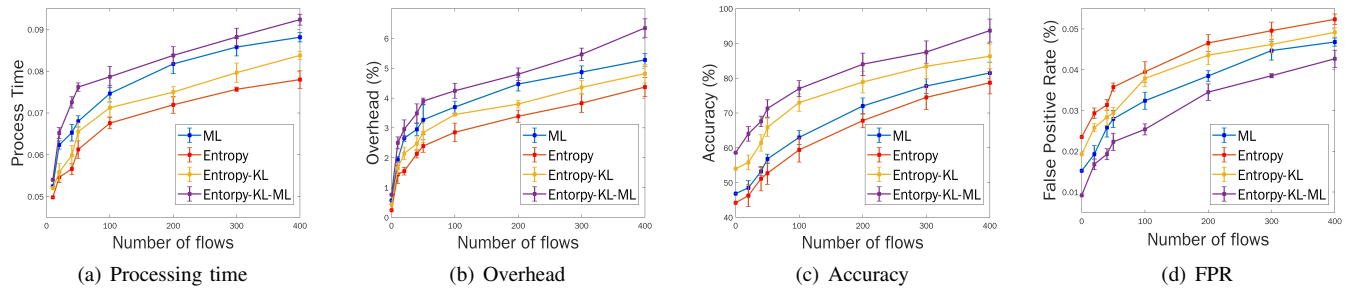 0.09
0.08
0.07
0.06
0.05
Process Time
ML
Entropy
Entropy-KL
Entorpy-KL-ML
0 100 200 300 400
Number of flows
(a) Processing time
6
5
4
3
2
1
0
Overhead (%)
ML
Entropy
Entropy-KL
Entorpy-KL-ML
0 100 200 300 400
Number of flows
(b) Overhead
100
90
80
70
60
50
40
Accuracy (%)
ML
Entropy
Entropy-KL
Entorpy-KL-ML
0 100 200 300 400
Number of flows
(c) Accuracy
0.05
0.04
0.03
0.02
0.01
False Positive Rate (%)
ML
Entropy
Entropy-KL
Entorpy-KL-ML
0 100 200 300 400
Number of flows
(d) FPR